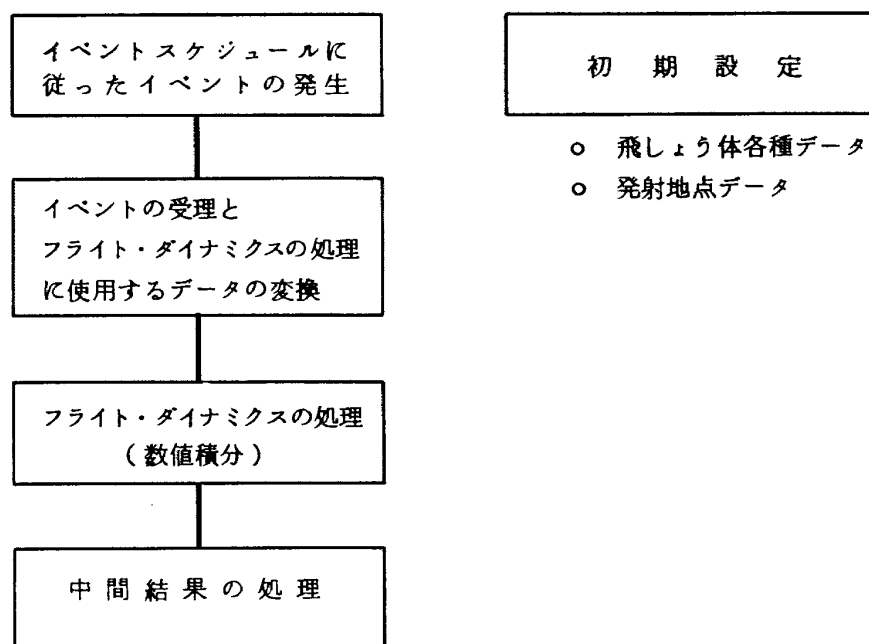 イベントスケジュールに
従ったイベントの発生
イベントの受理と
フライト・ダイナミクスの処理
に使用するデータの変換
フライト・ダイナミクスの処理
(数値積分)
中間結果の処理
初期設定
○ 飛しょう体各種データ
○ 発射地点データ